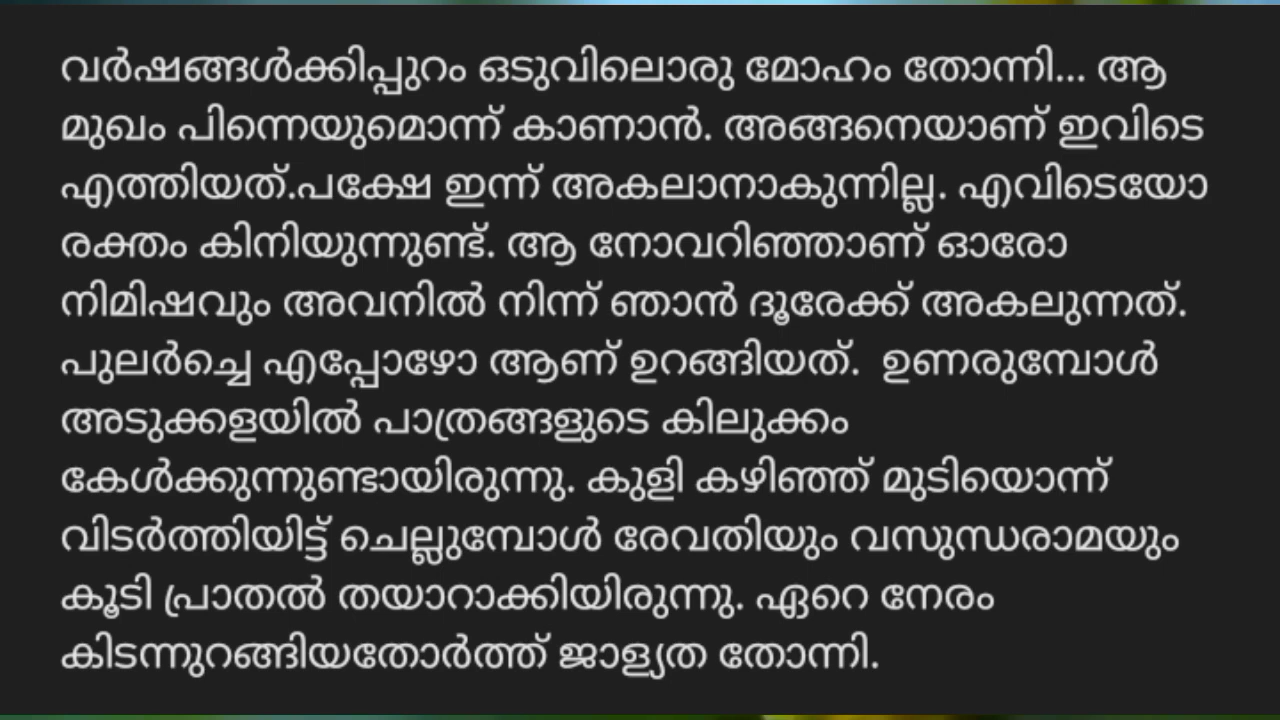 വർഷങ്ങൾക്കിപ്പുറം ഒടുവിലൊരു മോഹം തോന്നി... ആ
മുഖം പിന്നെയുമൊന്ന് കാണാൻ. അങ്ങനെയാണ് ഇവിടെ
എത്തിയത്.പക്ഷേ ഇന്ന് അകലാനാകുന്നില്ല. എവിടെയോ
രക്തം കിനിയുന്നുണ്ട്. ആ നോവറിഞ്ഞാണ് ഓരോ
നിമിഷവും അവനിൽ നിന്ന് ഞാൻ ദൂരേക്ക് അകലുന്നത്.
പുലർച്ചെ എപ്പോഴോ ആണ് ഉറങ്ങിയത്.  ഉണരുമ്പോൾ
അടുക്കളയിൽ പാത്രങ്ങളുടെ കിലുക്കം
കേൾക്കുന്നുണ്ടായിരുന്നു. കുളി കഴിഞ്ഞ് മുടിയൊന്ന്
വിടർത്തിയിട്ട് ചെല്ലുമ്പോൾ രേവതിയും വസുന്ധരാമയും
കൂടി പ്രാതൽ തയാറാക്കിയിരുന്നു. ഏറെ നേരം
കിടന്നുറങ്ങിയതോർത്ത് ജാള്യത തോന്നി.